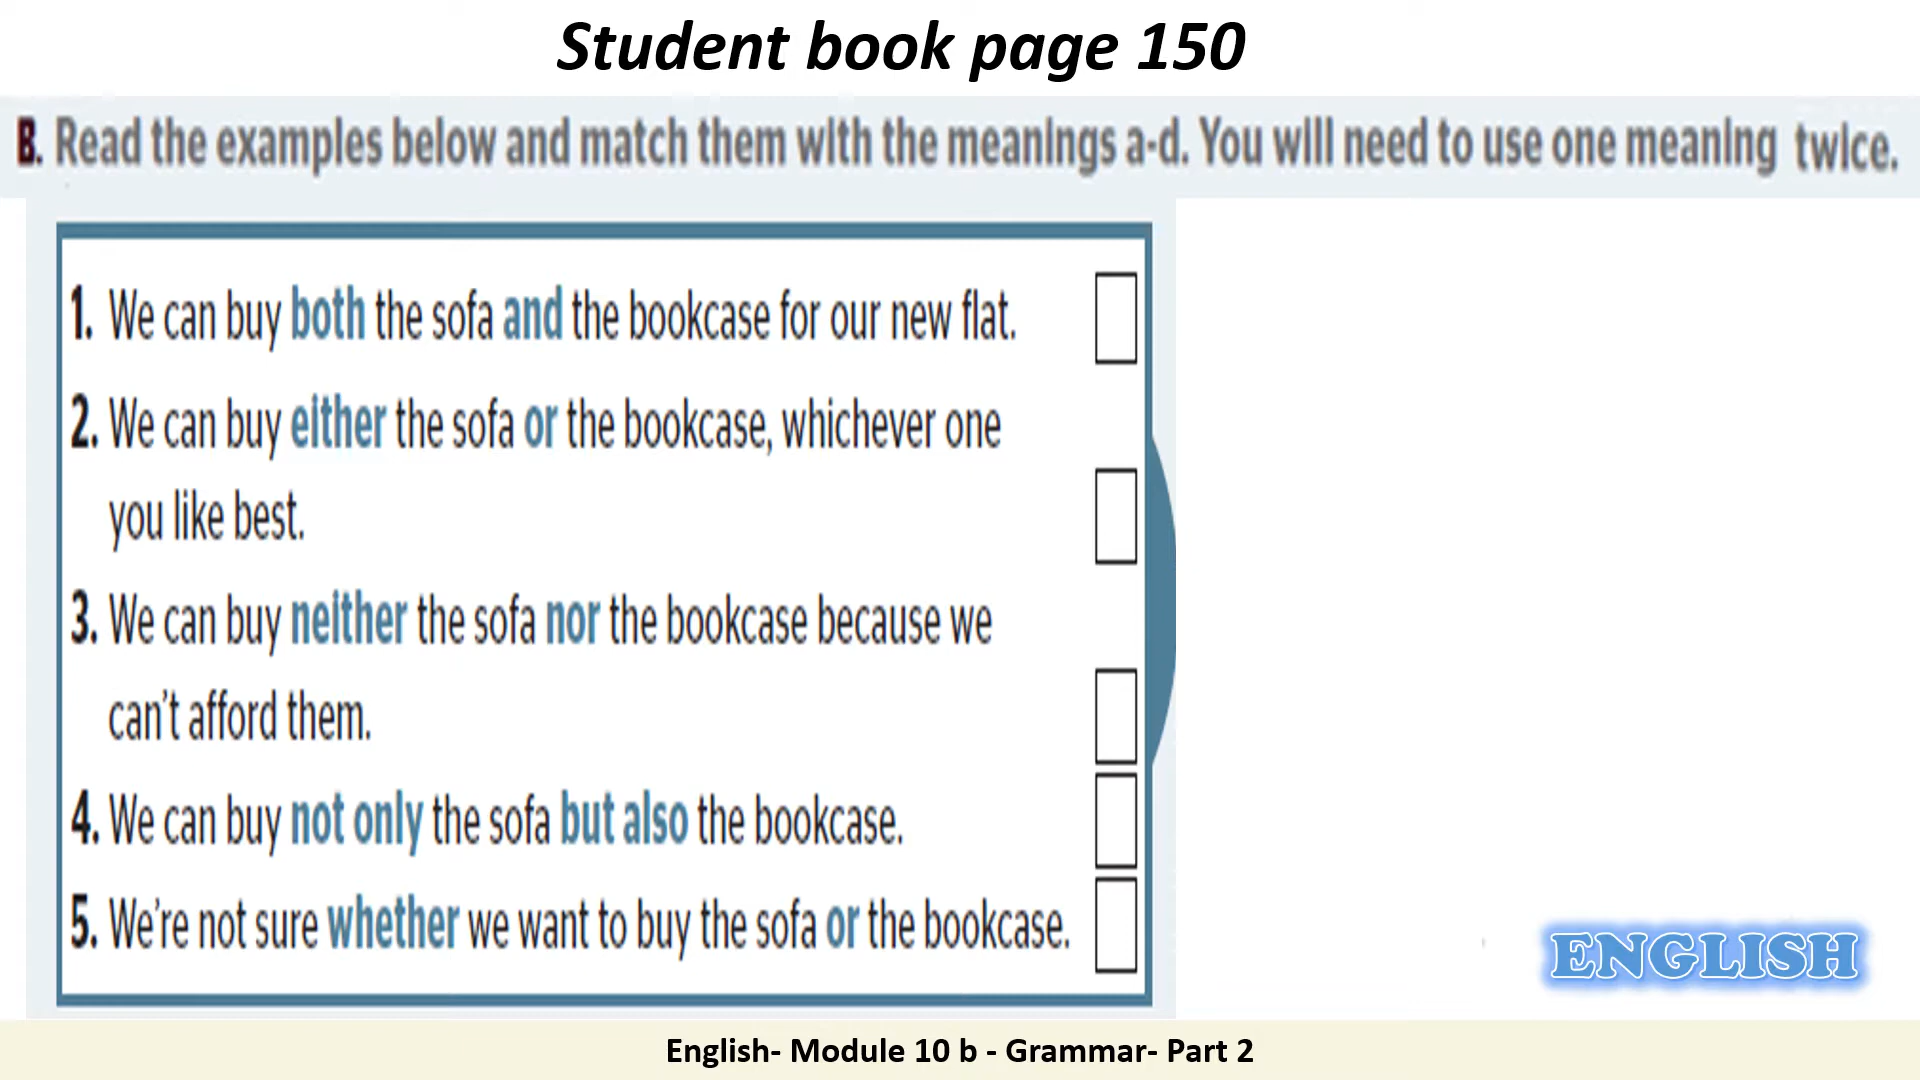 Student book page 150
B. Read the examples below and match them with the meanings a-d. You will need to use one meaning twice.
1. We can buy both the sofa and the bookcase for our new flat.
2. We can buy either the sofa or the bookcase, whichever one
you like best.
3. We can buy neither the sofa nor the bookcase because we
can't afford them.
4. We can buy not only the sofa but also the bookcase.
5. We're not sure whether we want to buy the sofa or the bookcase.
ENGLISH
English- Module 10 b - Grammar- Part 2